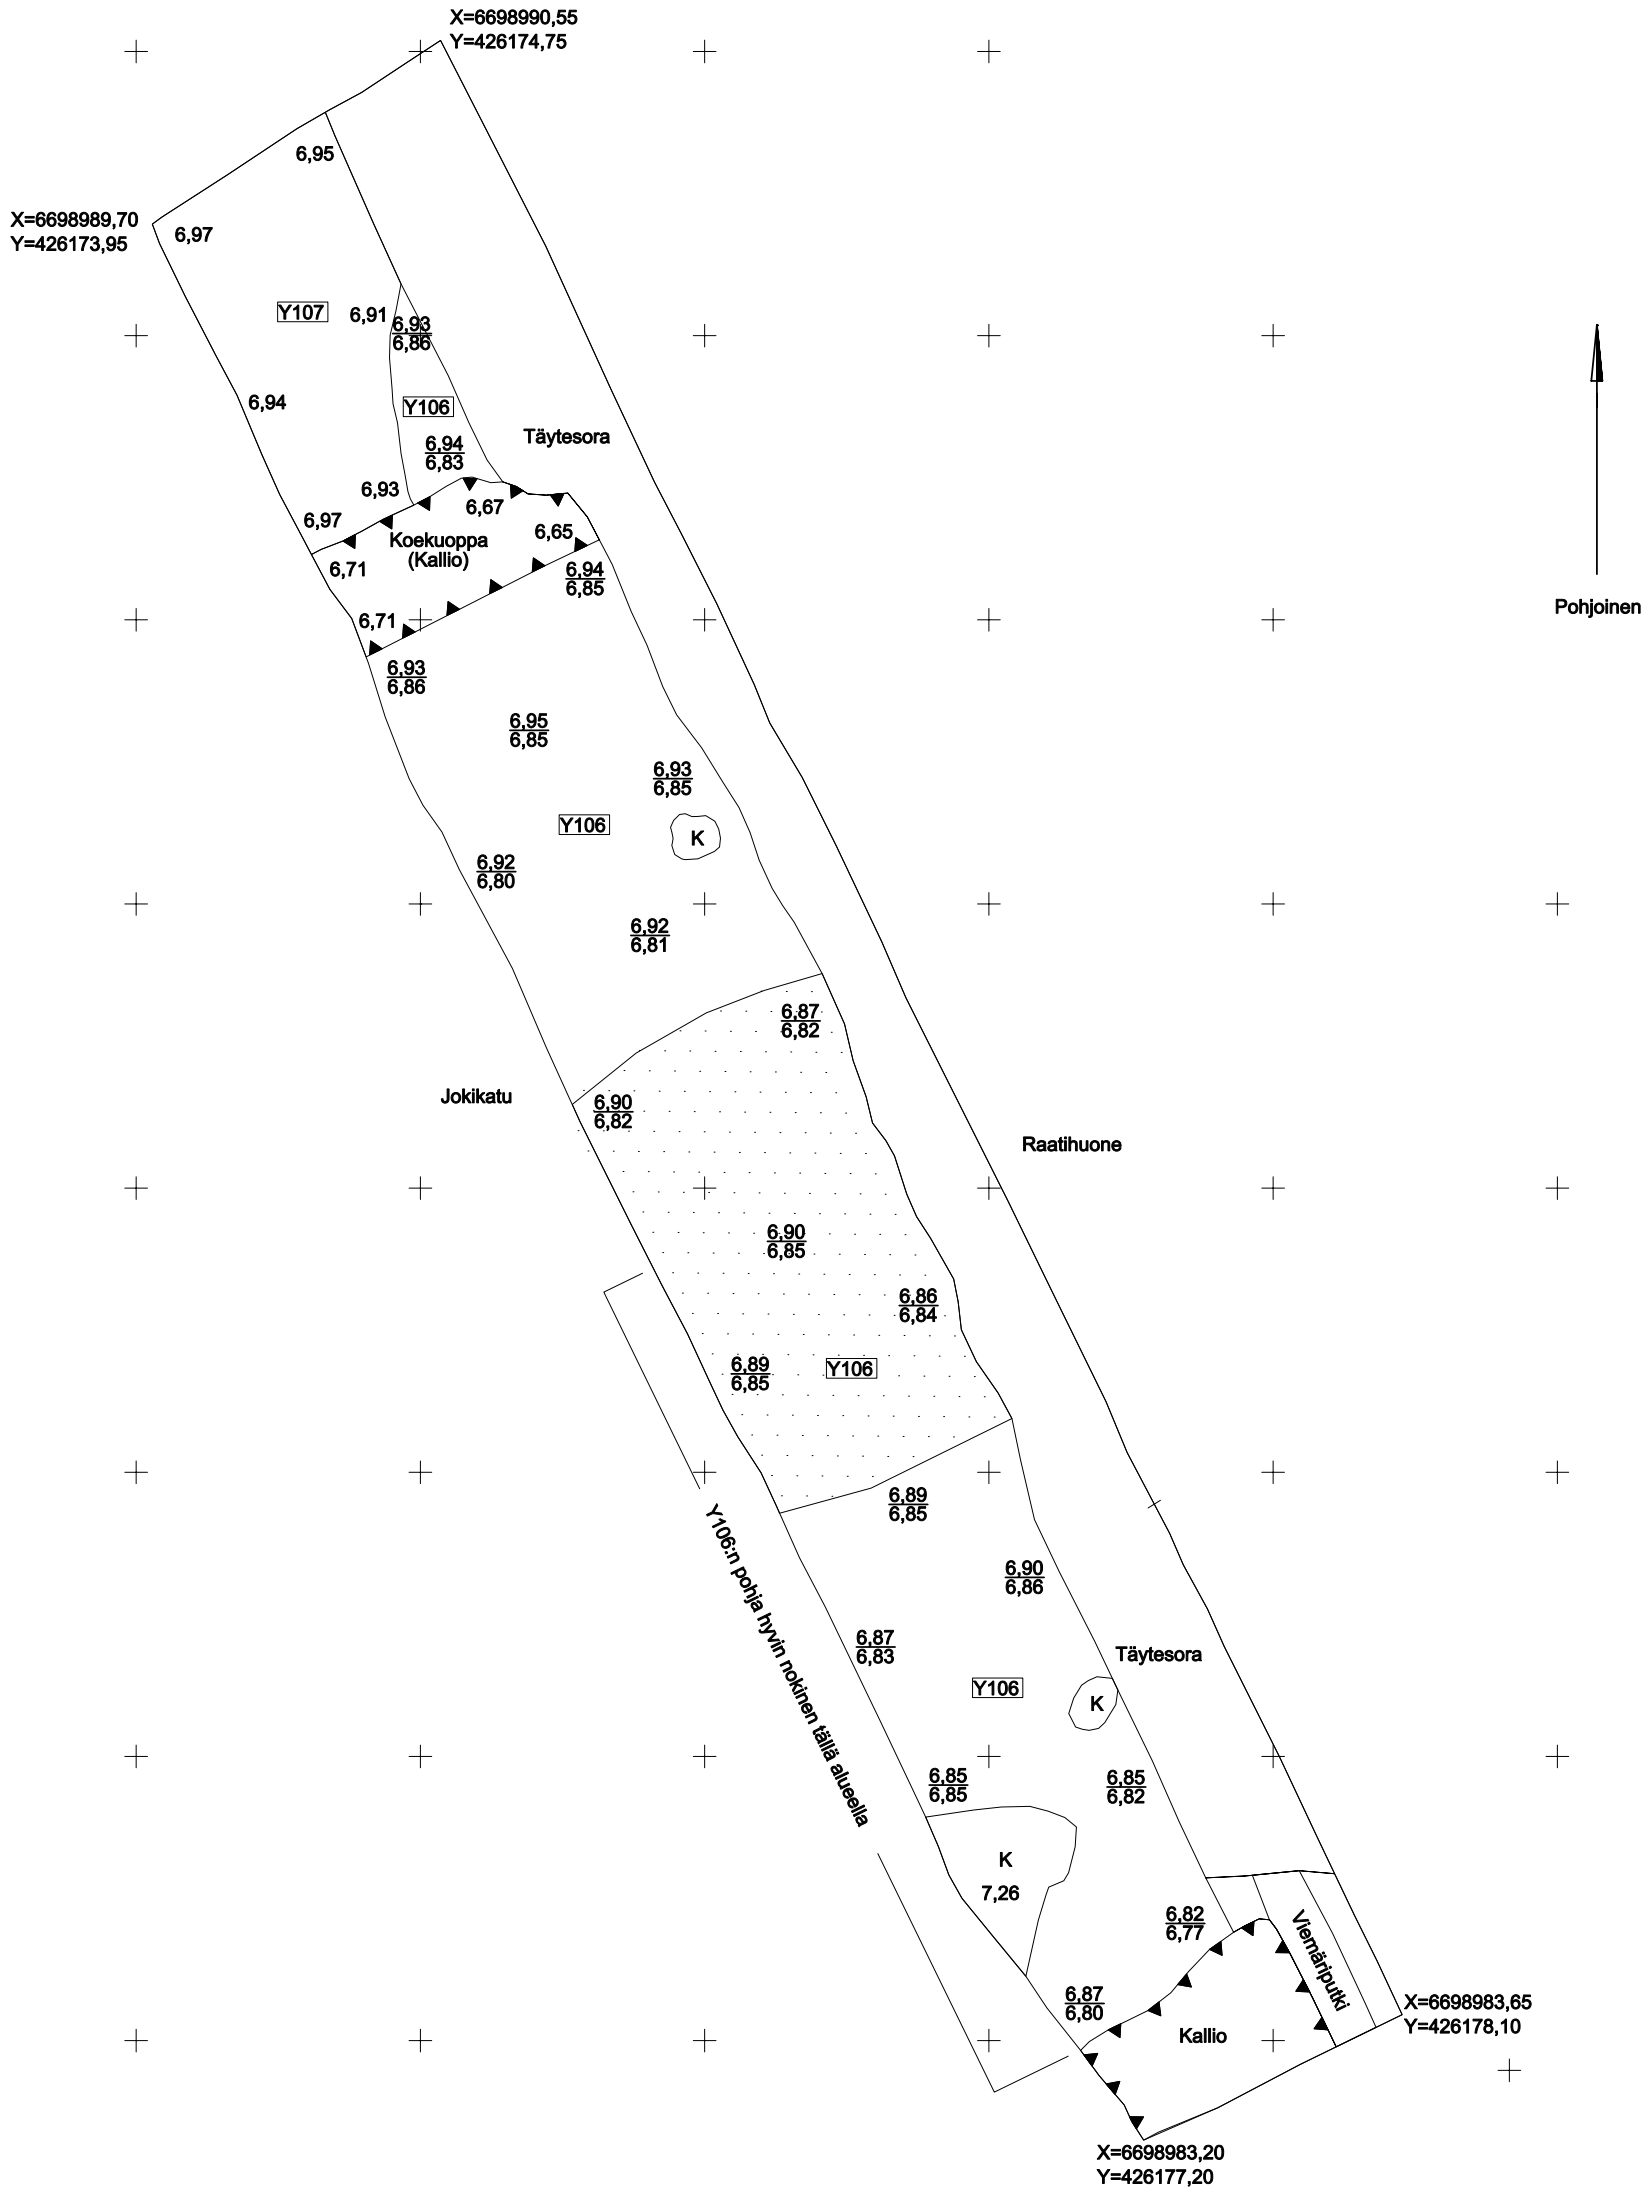 X=6698990,55
Y=426174,75
6,95
X=6698989,70
Y=426173,95
6,97
Y107
6,91
6,93
6,86
6,94
Y106
Täytesora
6,94
6,83
6,93
6,67
6,97
6,65
Koekuoppa
(Kallio)
6,71
6,94
6,85
Pohjoinen
6,71
6,93
6,86
6,95
6,85
6,93
6,85
Y106
K
6,92
6,80
6,92
6,81
6,87
6,82
Jokikatu
6,90
6,82
Raatihuone
6,90
6,85
6,86
6,84
6,89
6,85
Y106
6,89
6,85
Y106:n pohja hyvin nokinen tällä alueella
6,90
6,86
6,87
6,83
Täytesora
Y106
K
6,85
6,85
6,85
6,82
K
7,26
6,82
6,77
Viemäriputki
6,87
6,80
X=6698983,65
Y=426178,10
Kallio
X=6698983,20
Y=426177,20